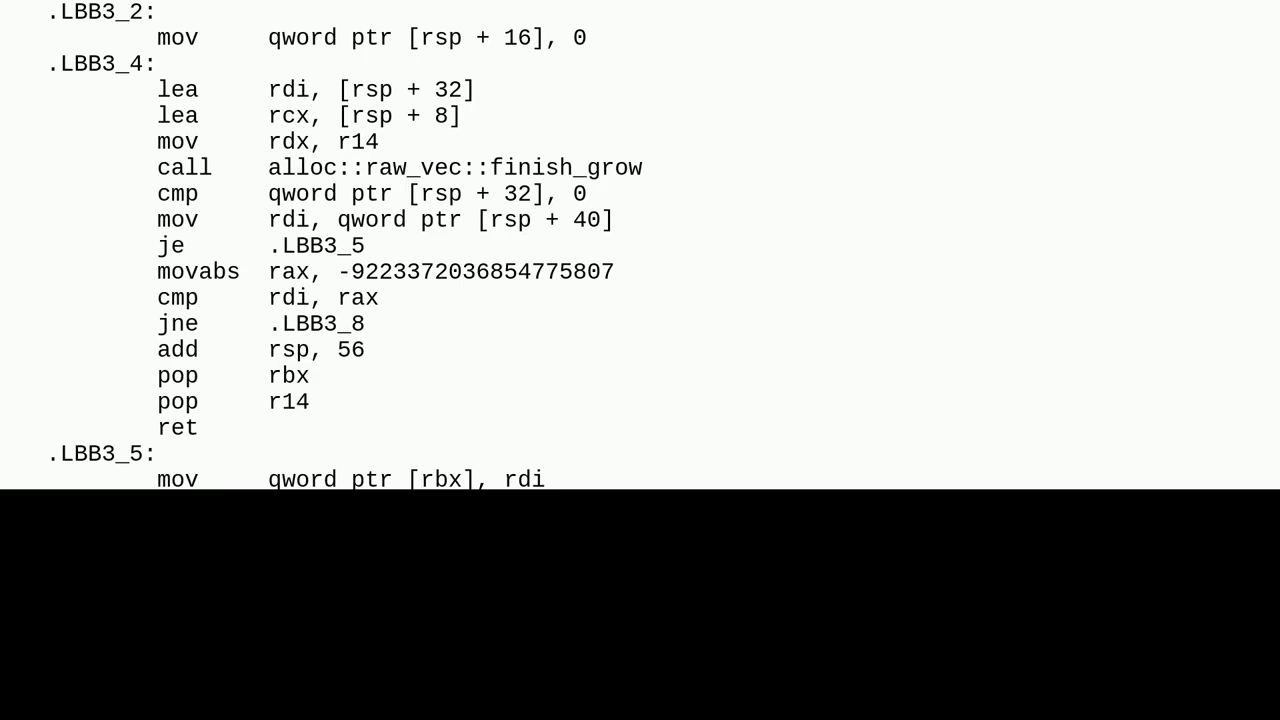 .LBB3_2:
mov qword ptr [rsp + 16], 0
.LBB3_4:
lea rdi, [rsp + 32]
lea rcx, [rsp + 8]
mov rdx, r14
call alloc::raw_vec::finish_grow
cmp qword ptr [rsp + 32], 0
mov rdi, qword ptr [rsp + 40]
je .LBB3_5
movabs rax, -9223372036854775807
cmp rdi, rax
jne .LBB3_8
add rsp, 56
pop rbx
pop r14
ret
.LBB3_5:
mov qword ptr [rbx], rdi